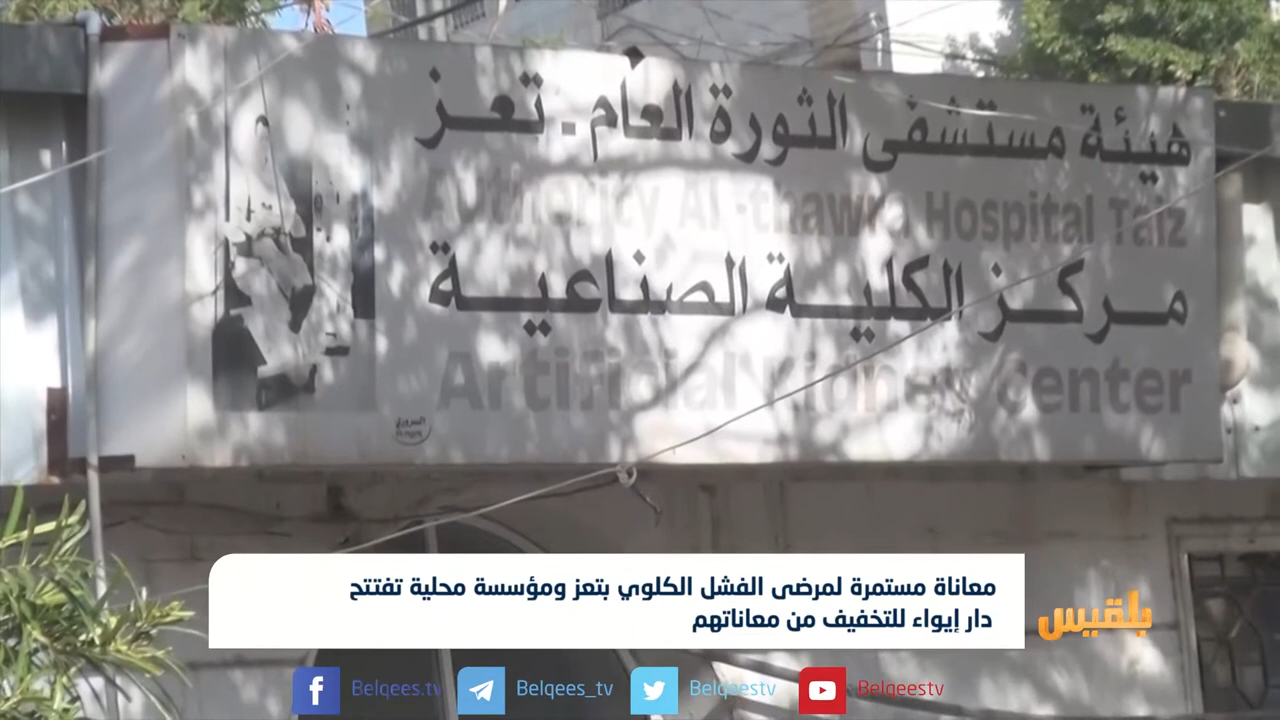 هيئة مستشفى الثورة العام . تعز
Authority Al-thawra Hospital Taiz
مركز الكلية الصناعية
Artificial Kidney Center
السروري
معاناة مستمرة لمرضى الفشل الكلوي بتعز ومؤسسة محلية تفتتح
دار إيواء للتخفيف من معاناتهم
بلقيس
Belqees.tv
Belqees_tv
Belqeestv
Belqeestv